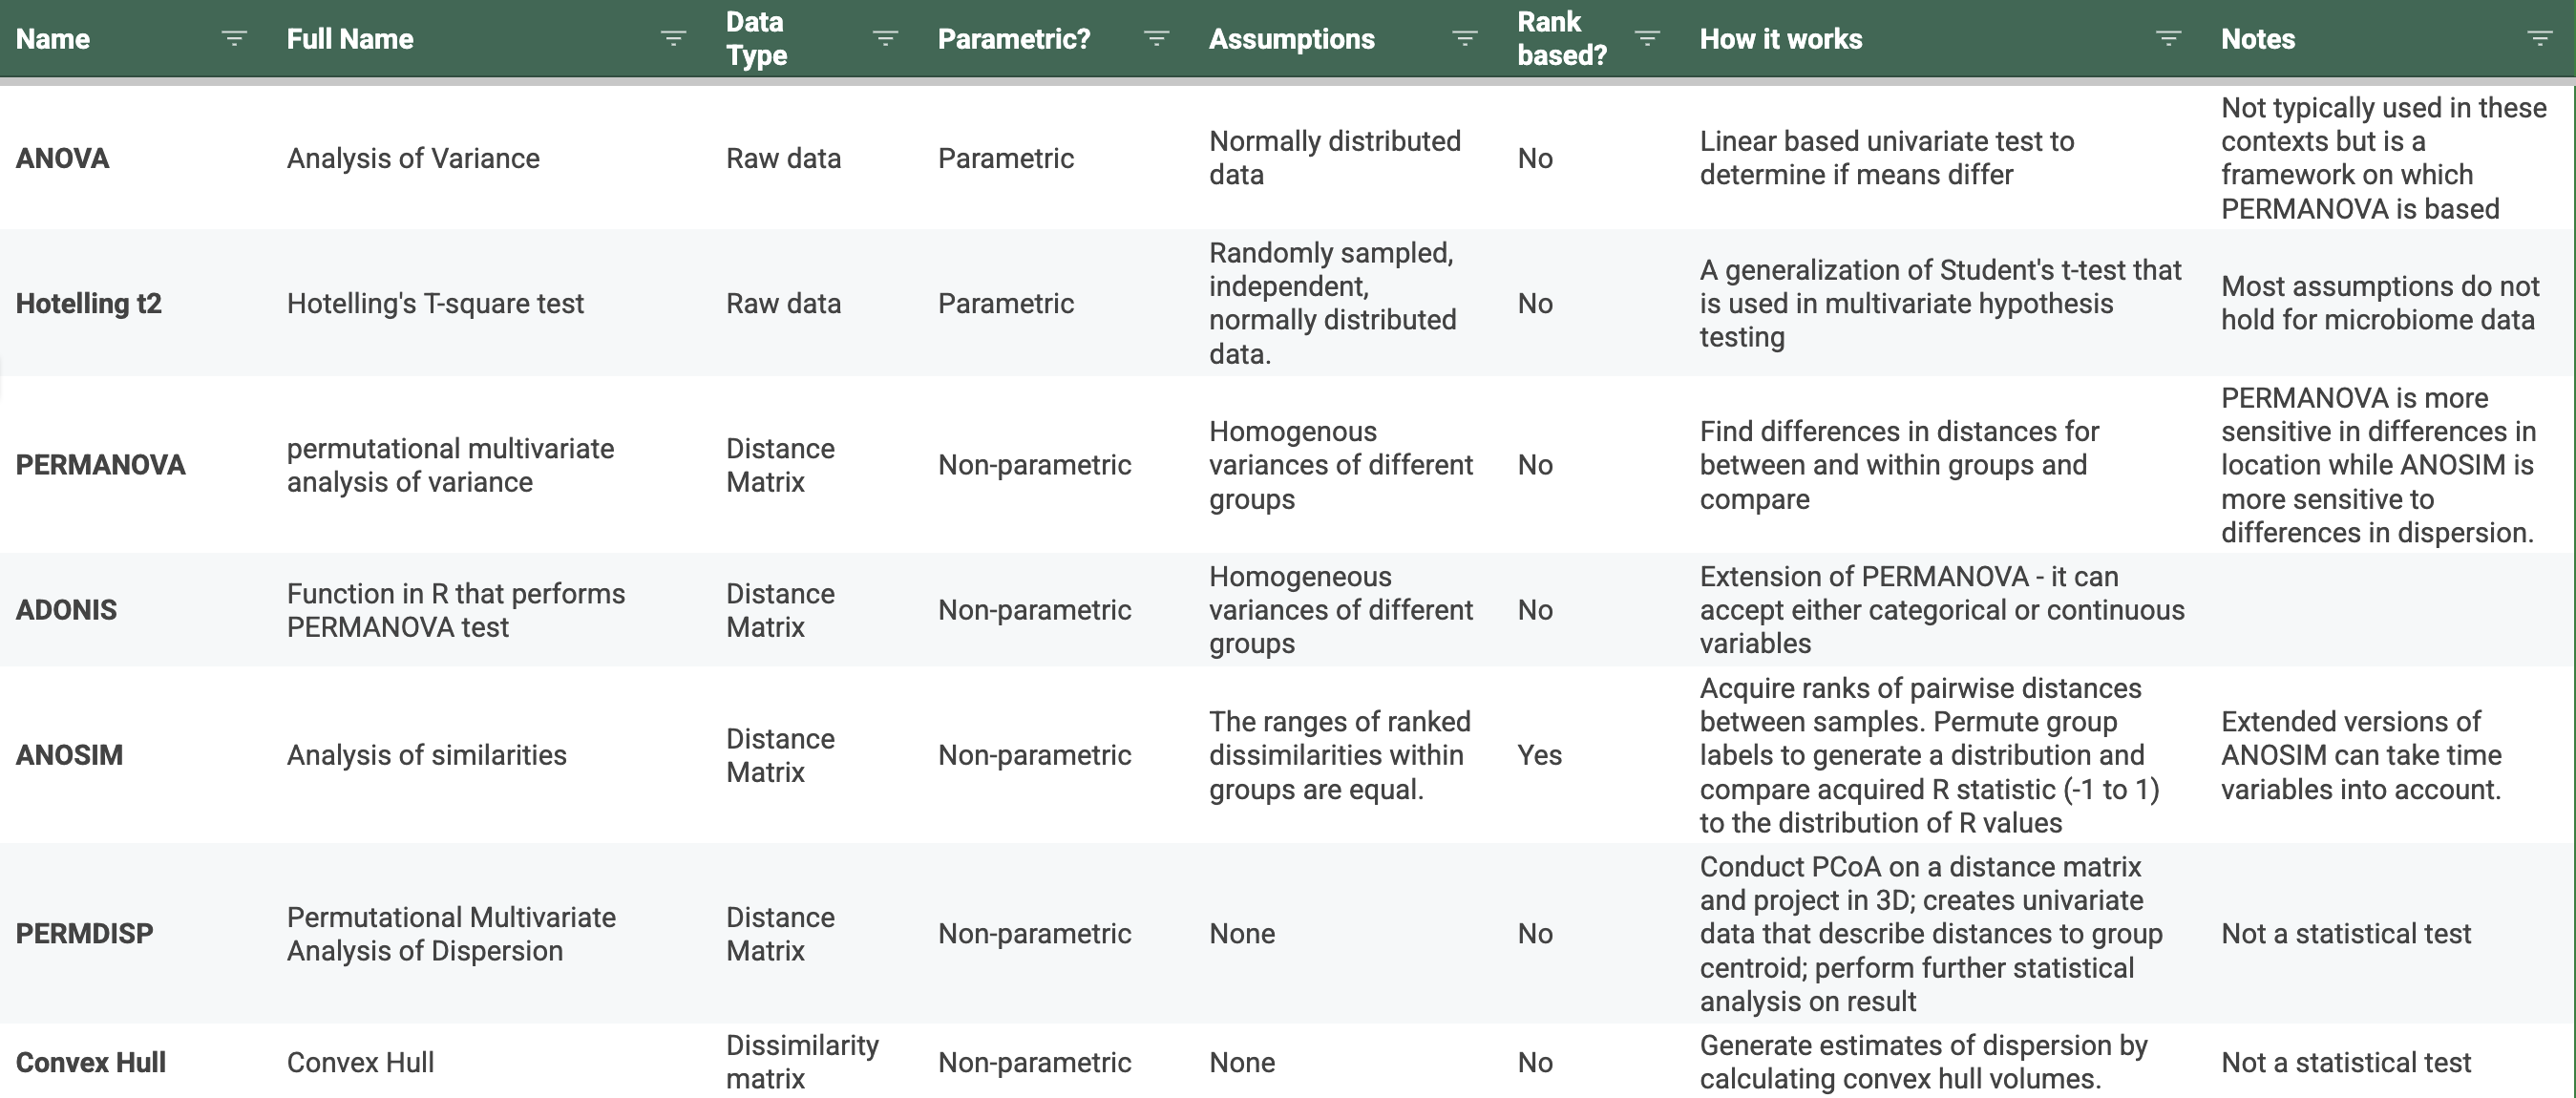 Name
Full Name
Data
Type
Parametric?
Assumptions
Rank
based?
How it works
Notes
ANOVA
Analysis of Variance
Raw data
Parametric
Normally distributed
data
No
Linear based univariate test to
determine if means differ
Not typically used in these
contexts but is a
framework on which
PERMANOVA is based
Hotelling t2
Hotelling's T-square test
Raw data
Parametric
Randomly sampled,
independent,
normally distributed
data.
No
A generalization of Student's t-test that
is used in multivariate hypothesis
testing
Most assumptions do not
hold for microbiome data
PERMANOVA
permutational multivariate
analysis of variance
Distance
Matrix
Non-parametric
Homogenous
variances of different
groups
No
Find differences in distances for
between and within groups and
compare
PERMANOVA is more
sensitive in differences in
location while ANOSIM is
more sensitive to
differences in dispersion.
ADONIS
Function in R that performs
PERMANOVA test
Distance
Matrix
Non-parametric
Homogeneous
variances of different
groups
No
Extension of PERMANOVA - it can
accept either categorical or continuous
variables
ANOSIM
Analysis of similarities
Distance
Matrix
Non-parametric
The ranges of ranked
dissimilarities within
groups are equal.
Yes
Acquire ranks of pairwise distances
between samples. Permute group
labels to generate a distribution and
compare acquired R statistic (-1 to 1)
to the distribution of R values
Extended versions of
ANOSIM can take time
variables into account.
PERMDISP
Permutational Multivariate
Analysis of Dispersion
Distance
Matrix
Non-parametric
None
No
Conduct PCoA on a distance matrix
and project in 3D; creates univariate
data that describe distances to group
centroid; perform further statistical
analysis on result
Not a statistical test
Convex Hull
Convex Hull
Dissimilarity
matrix
Non-parametric
None
No
Generate estimates of dispersion by
calculating convex hull volumes.
Not a statistical test